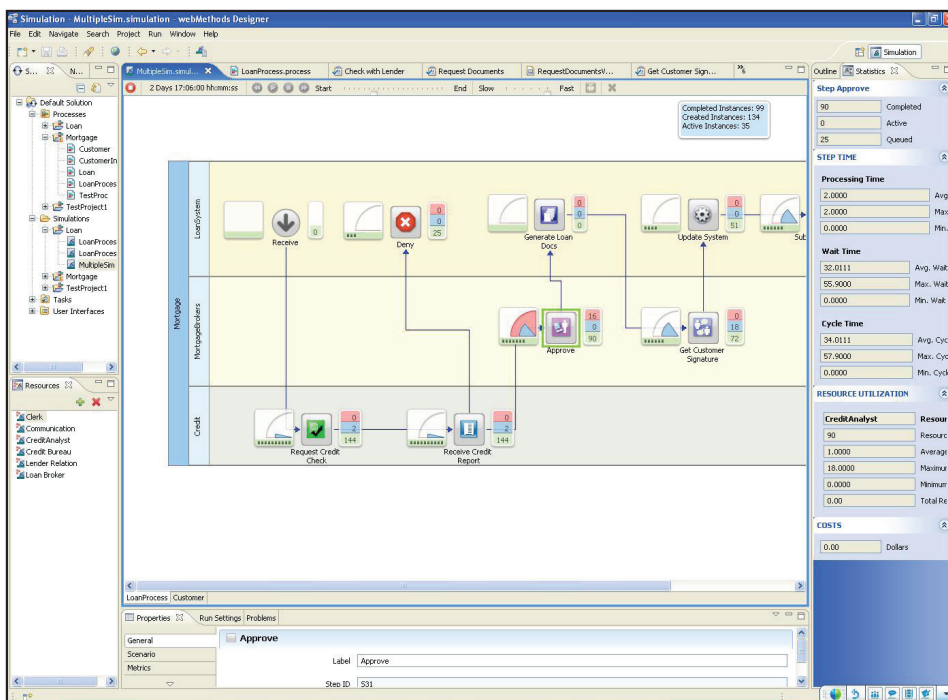 Simulation - MultipleSim.simulation - webMethods Designer
File Edit Navigate Search Project Run Window Help
Simulation
S... N...
MultipleSim.simul... LoanProcess.process Check with Lender Request Documents RequestDocumentsV... Get Customer Sign...
Outline Statistics
2 Days 17:06:00 hh:mm:ss Start End Slow Fast
Default Solution
Processes
Loan
Mortgage
Customer
CustomerIn
Loan
LoanProces
TestProc
TestProject1
Simulations
Loan
LoanProces
LoanProces
MultipleSim
Mortgage
TestProject1
Tasks
User Interfaces
Resources
Clerk
Communication
CreditAnalyst
Credit Bureau
Lender Relation
Loan Broker
Completed Instances: 99
Created Instances: 134
Active Instances: 35
Mortgage
LoanSystem
0
Receive
0
0
25
Deny
0
0
0
Generate Loan
Docs
0
0
51
Update System
Sub
MortgageBrokers
16
0
90
Approve
0
18
72
Get Customer
Signature
Credit
0
2
144
Request Credit
Check
0
2
144
Receive Credit
Report
LoanProcess Customer
Properties Run Settings Problems
General
Scenario
Metrics
Approve
Label Approve
Step ID S31
Step Approve
90 Completed
0 Active
25 Queued
STEP TIME
Processing Time
2.0000 Avg
2.0000 Max
0.0000 Min.
Wait Time
32.0111 Avg. Wait
55.9000 Max. Wait
0.0000 Min. Wait
Cycle Time
34.0111 Avg. Cyc
57.9000 Max. Cyc
0.0000 Min. Cycl
RESOURCE UTILIZATION
CreditAnalyst Resour
90 Resourc
1.0000 Average
18.0000 Maximur
0.0000 Minimum
0.00 Total Re
COSTS
0.00 Dollars